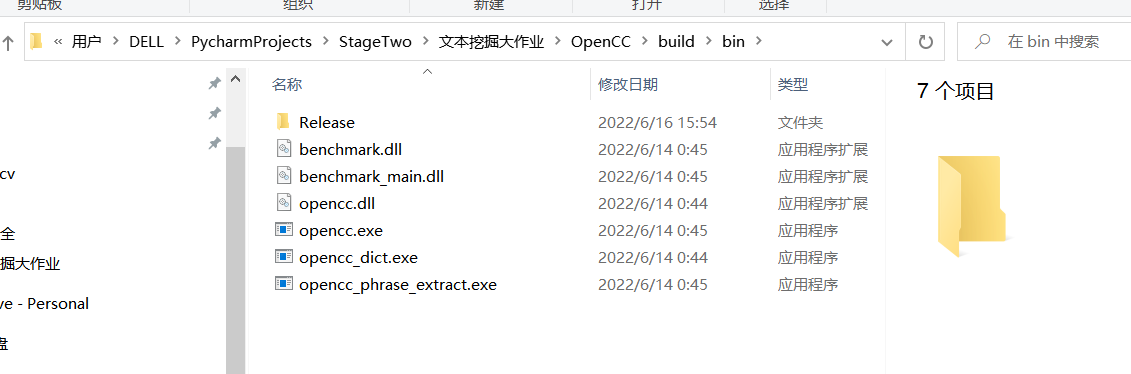 剪贴板 组织 新建 打开 选择
« 用户 DELL PycharmProjects StageTwo 文本挖掘大作业 OpenCC build bin 在 bin 中搜索
名称 修改日期 类型 7 个项目
Release 2022/6/16 15:54 文件夹
benchmark.dll 2022/6/14 0:45 应用程序扩展
benchmark_main.dll 2022/6/14 0:45 应用程序扩展
cv
opencc.dll 2022/6/14 0:44 应用程序扩展
全 opencc.exe 2022/6/14 0:45 应用程序
掘大作业 opencc_dict.exe 2022/6/14 0:44 应用程序
opencc_phrase_extract.exe 2022/6/14 0:45 应用程序
ve - Personal
盘